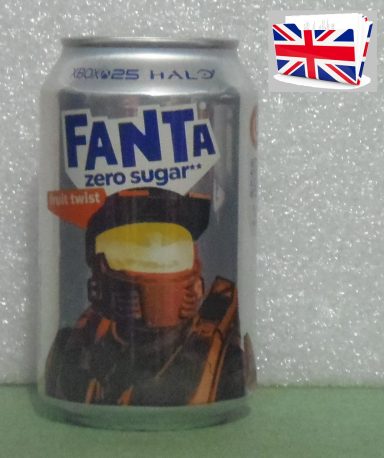 XBOX 25 HALO
FANTA
zero sugar**
fruit twist